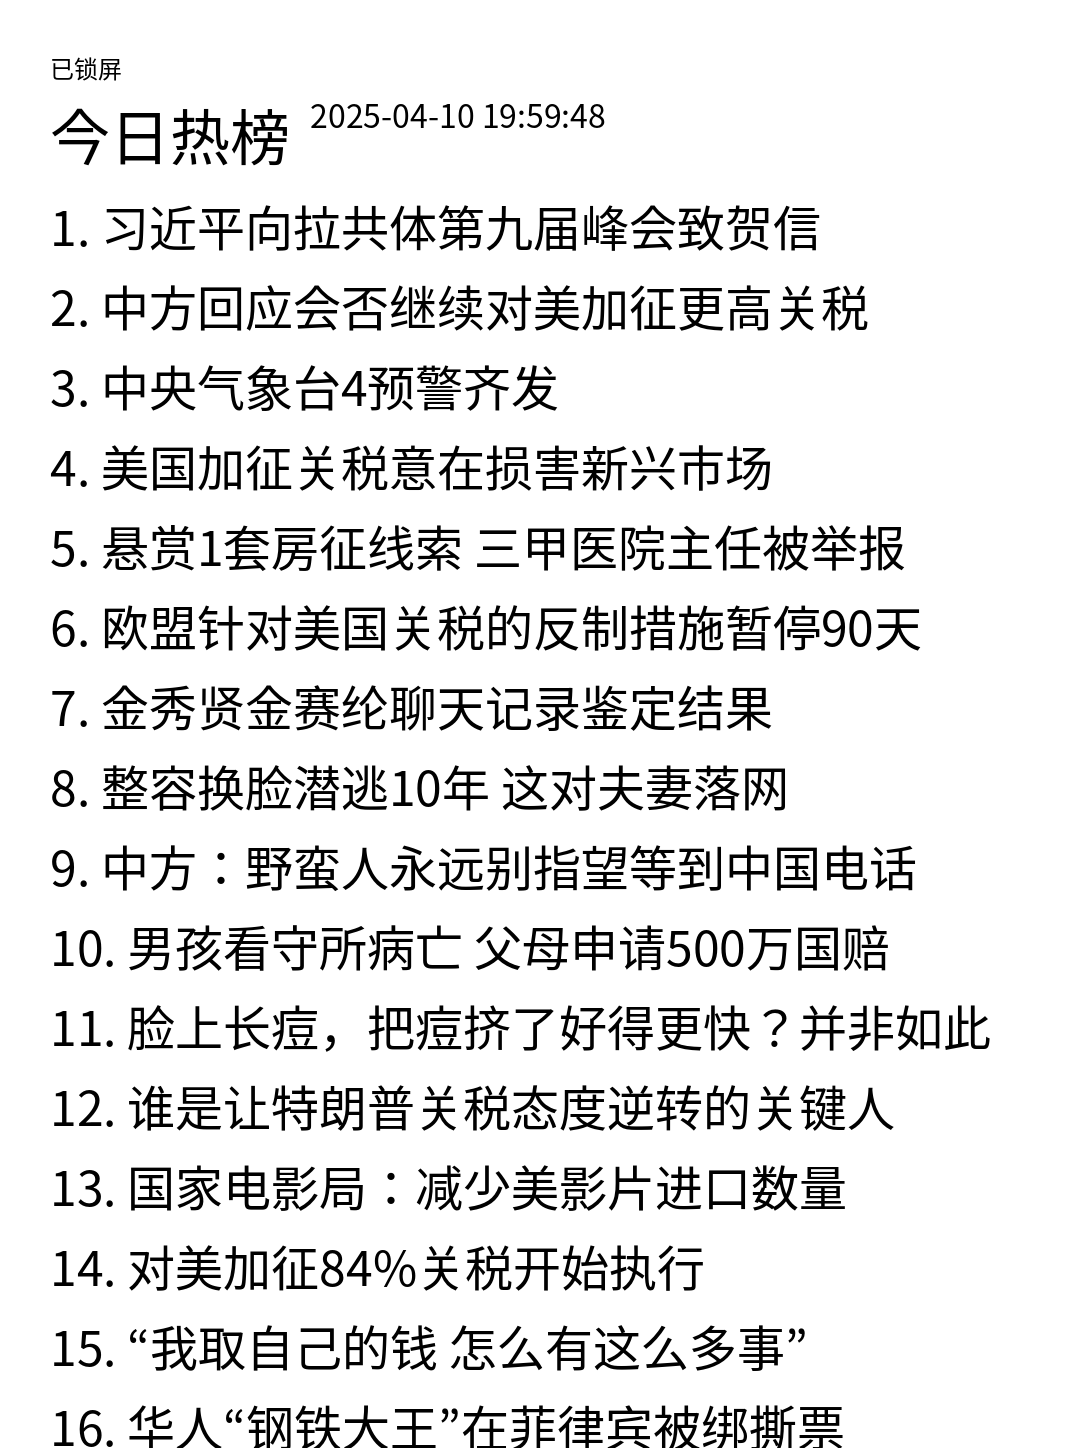 已锁屏
今日热榜 2025-04-10 19:59:48
1. 习近平向拉共体第九届峰会致贺信
2. 中方回应会否继续对美加征更高关税
3. 中央气象台4预警齐发
4. 美国加征关税意在损害新兴市场
5. 悬赏1套房征线索 三甲医院主任被举报
6. 欧盟针对美国关税的反制措施暂停90天
7. 金秀贤金赛纶聊天记录鉴定结果
8. 整容换脸潜逃10年 这对夫妻落网
9. 中方：野蛮人永远别指望等到中国电话
10. 男孩看守所病亡 父母申请500万国赔
11. 脸上长痘，把痘挤了好得更快？并非如此
12. 谁是让特朗普关税态度逆转的关键人
13. 国家电影局：减少美影片进口数量
14. 对美加征84%关税开始执行
15. “我取自己的钱 怎么有这么多事”
16. 华人“钢铁大王”在菲律宾被绑撕票